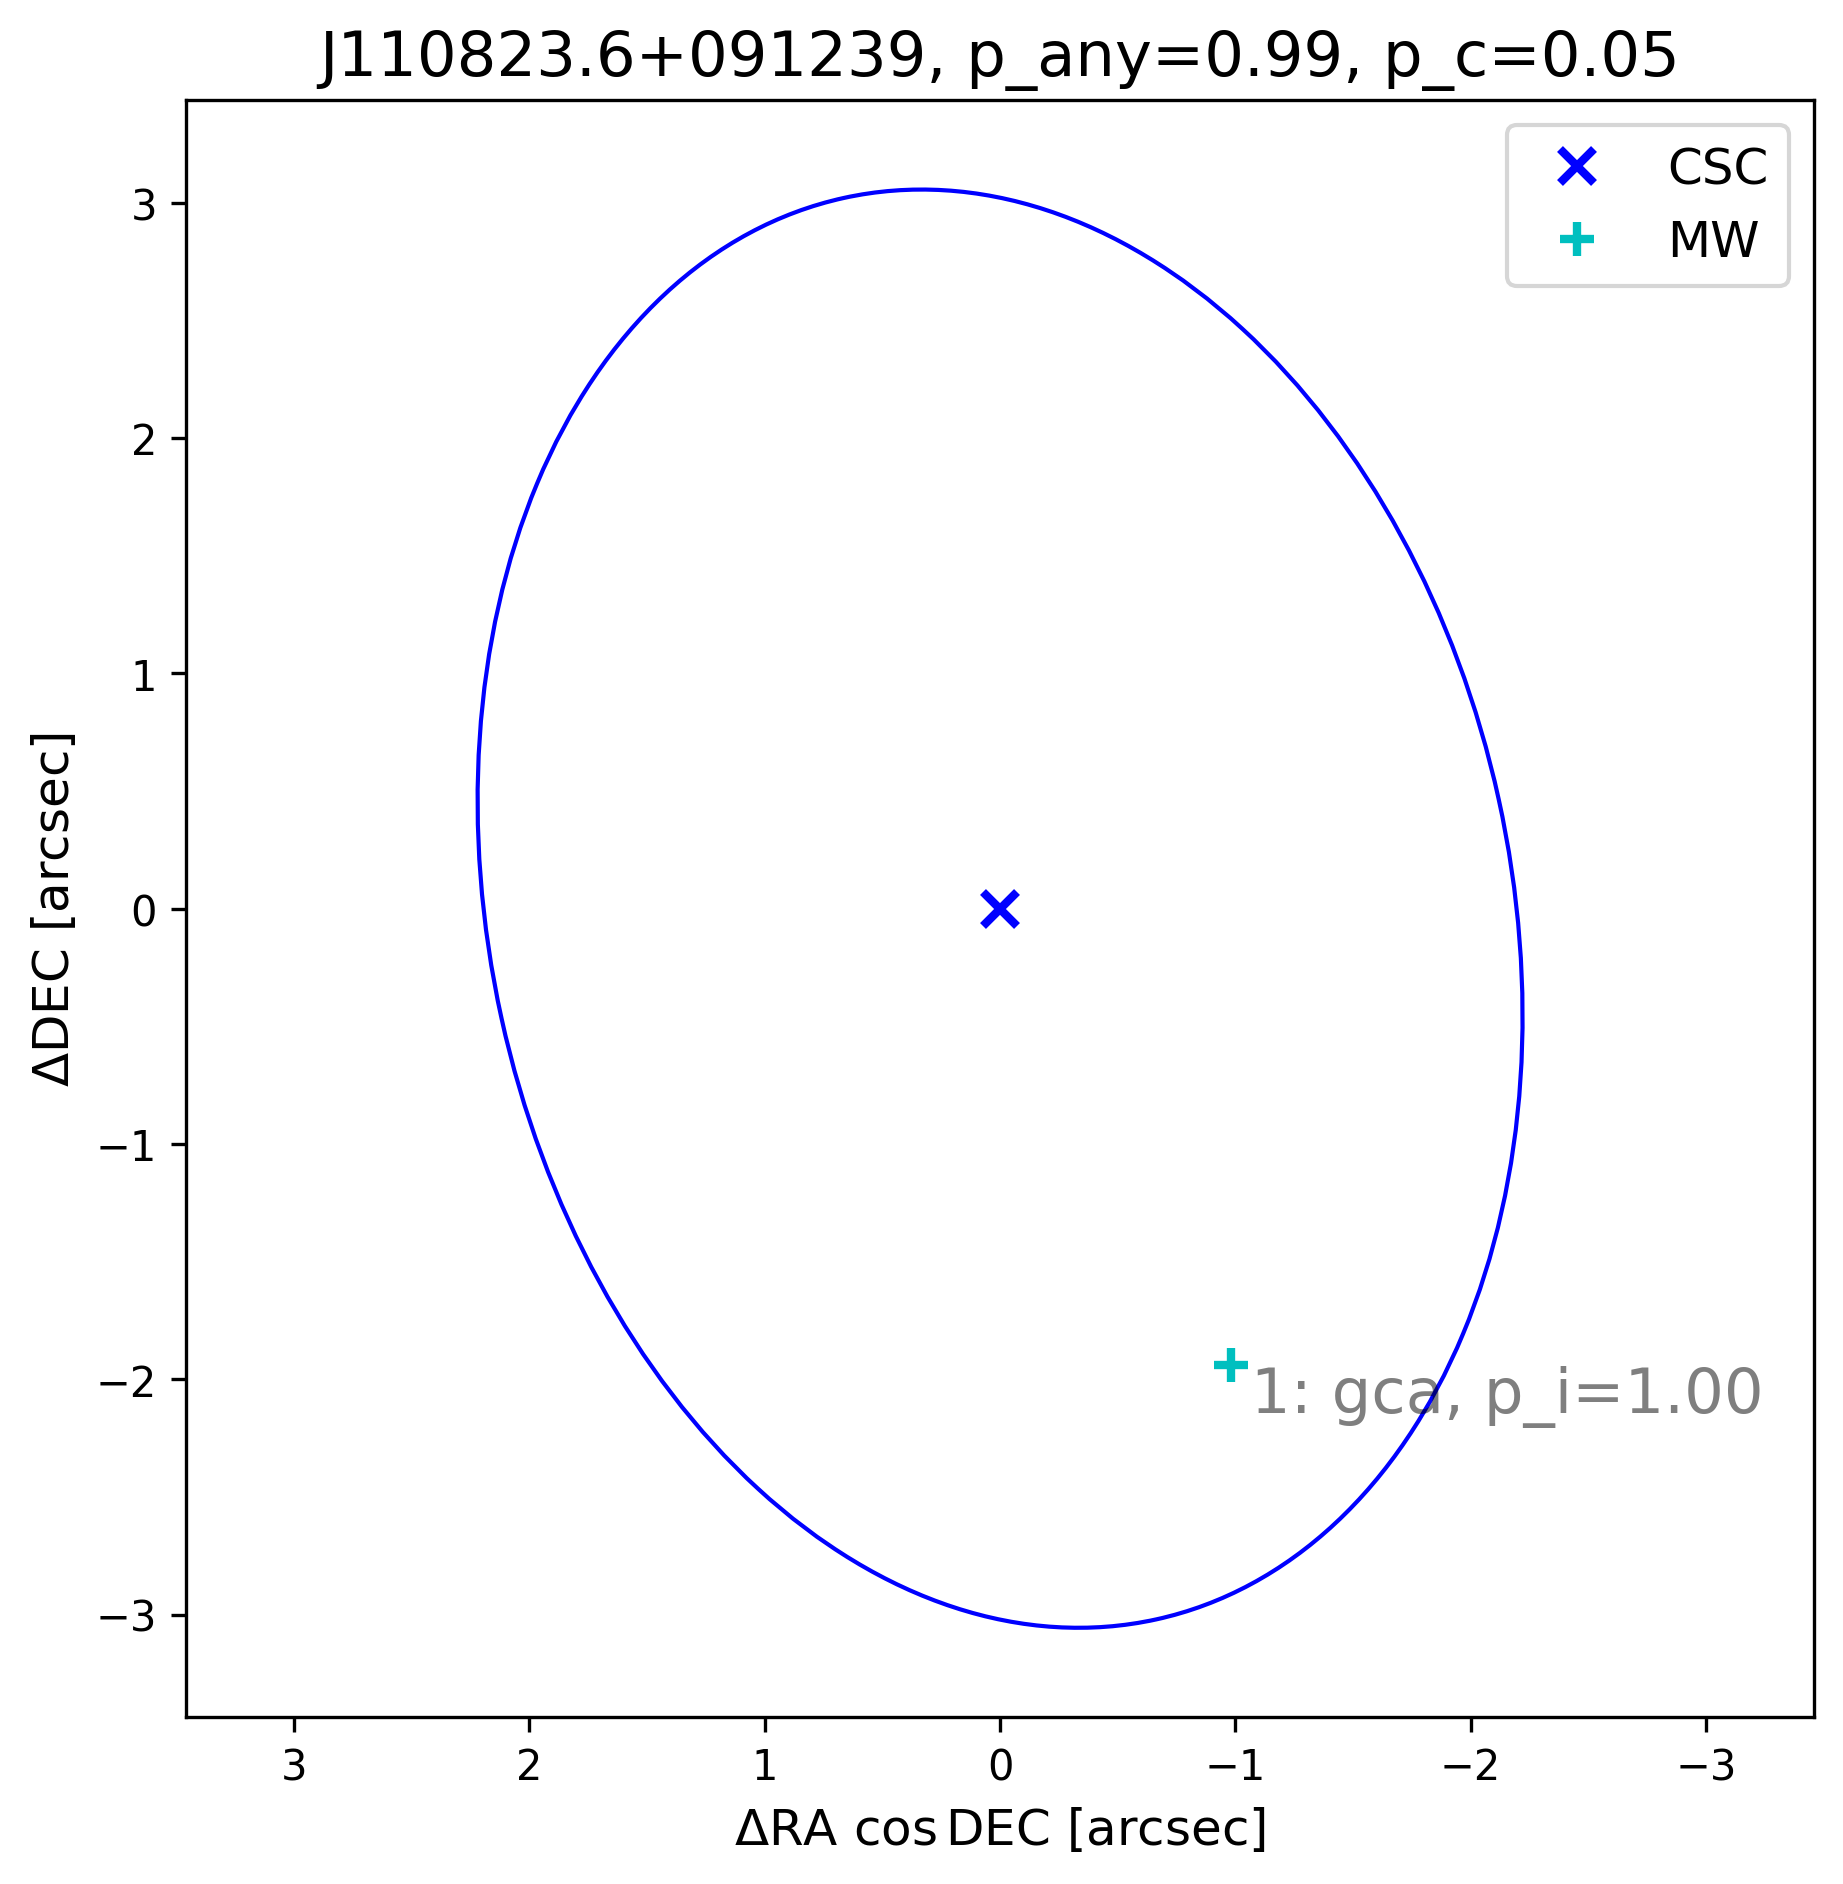 J110823.6+091239, p_any=0.99, p_c=0.05
CSC
MW
3
2
1
0
−1
−2
−3
ΔDEC [arcsec]
1: gca, p_i=1.00
3 2 1 0 −1 −2 −3
ΔRA cos DEC [arcsec]